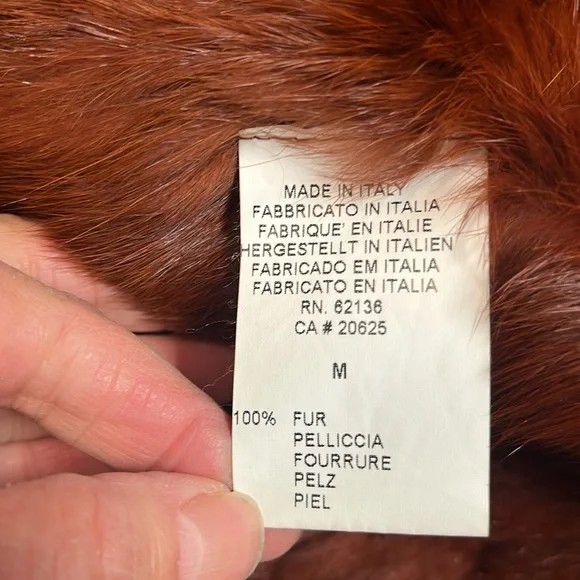 MADE IN ITALY
FABBRICATO IN ITALIA
FABRIQUE' EN ITALIE
HERGESTELLT IN ITALIEN
FABRICADO EM ITALIA
FABRICATO EN ITALIA
RN. 62136
CA # 20625
M
100% FUR
PELLICCIA
FOURRURE
PELZ
PIEL